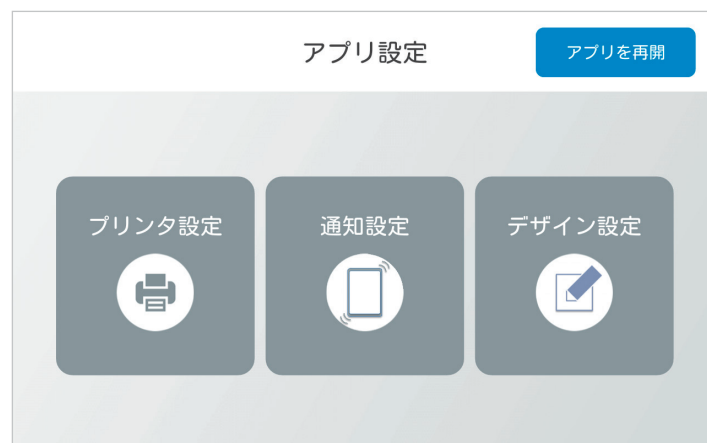 アプリ設定
アプリを再開
プリンタ設定
通知設定
デザイン設定